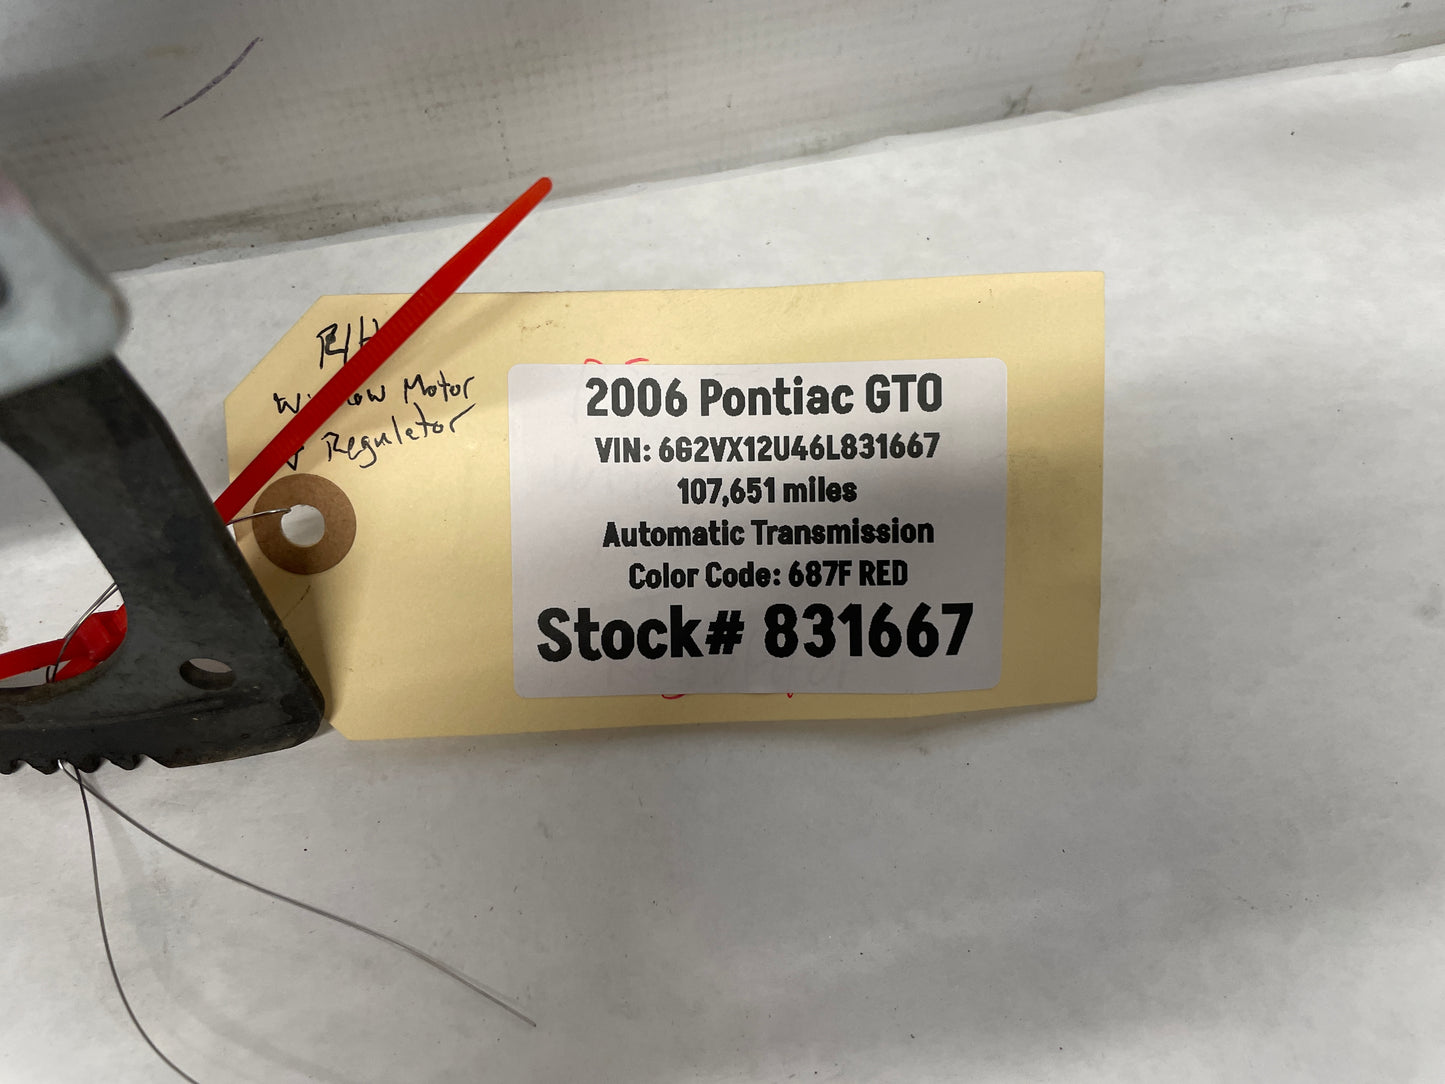 R/H
Window Motor
Regulator
2006 Pontiac GTO
VIN: 6G2VX12U46L831667
107,651 miles
Automatic Transmission
Color Code: 687F RED
Stock# 831667